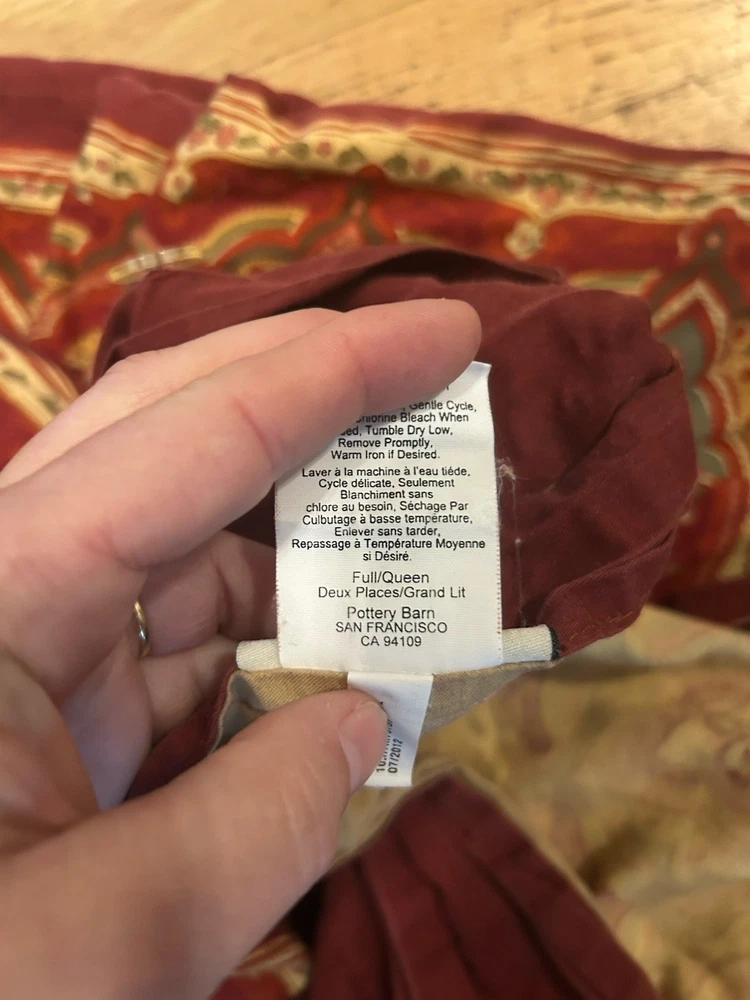 Gentle Cycle,
Bleach When
Tumble Dry Low,
Remove Promptly,
Warm Iron if Desired.
Laver à la machine à l'eau tiéde,
Cycle délicate, Seulement
Blanchiment sans
chlore au besoin, Séchage Par
Culbutage à basse température,
Enlever sans tarder,
Repassage à Température Moyenne
si Désiré.
Full/Queen
Deux Places/Grand Lit
Pottery Barn
SAN FRANCISCO
CA 94109
07/2012